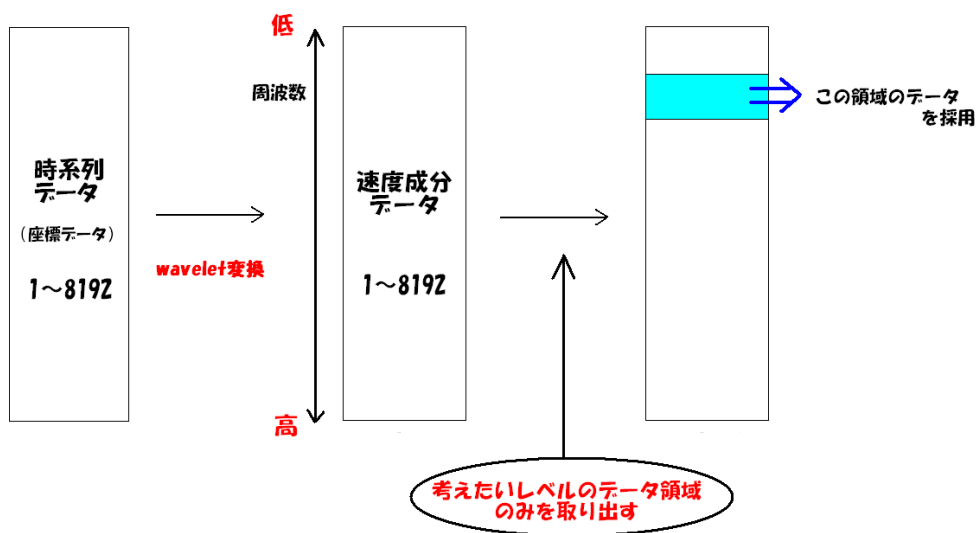 時系列
データ
(座標データ)
1～8192
wavelet変換
低
周波数
高
速度成分
データ
1～8192
この領域のデータ
を採用
考えたいレベルのデータ領域
のみを取り出す